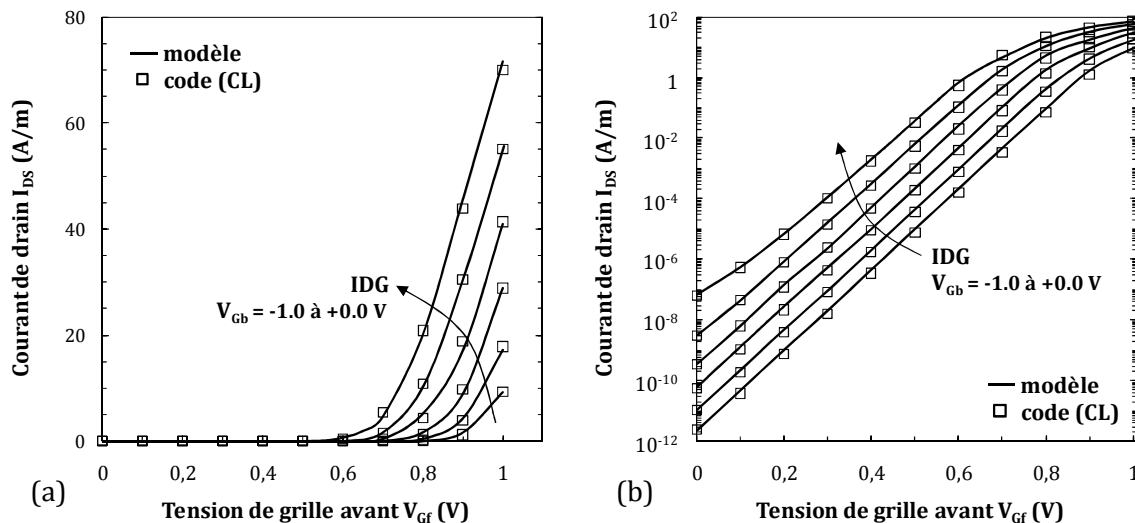 80
60
40
20
0
0
0,2
0,4
0,6
0,8
1
Courant de drain I_DS (A/m)
modèle
code (CL)
IDG
V_Gb = -1.0 à +0.0 V
(a)
Tension de grille avant V_Gf (V)
10^2
1
10^-2
10^-4
10^-6
10^-8
10^-10
10^-12
0
0,2
0,4
0,6
0,8
1
Courant de drain I_DS (A/m)
IDG
V_Gb = -1.0 à +0.0 V
modèle
code (CL)
(b)
Tension de grille avant V_Gf (V)